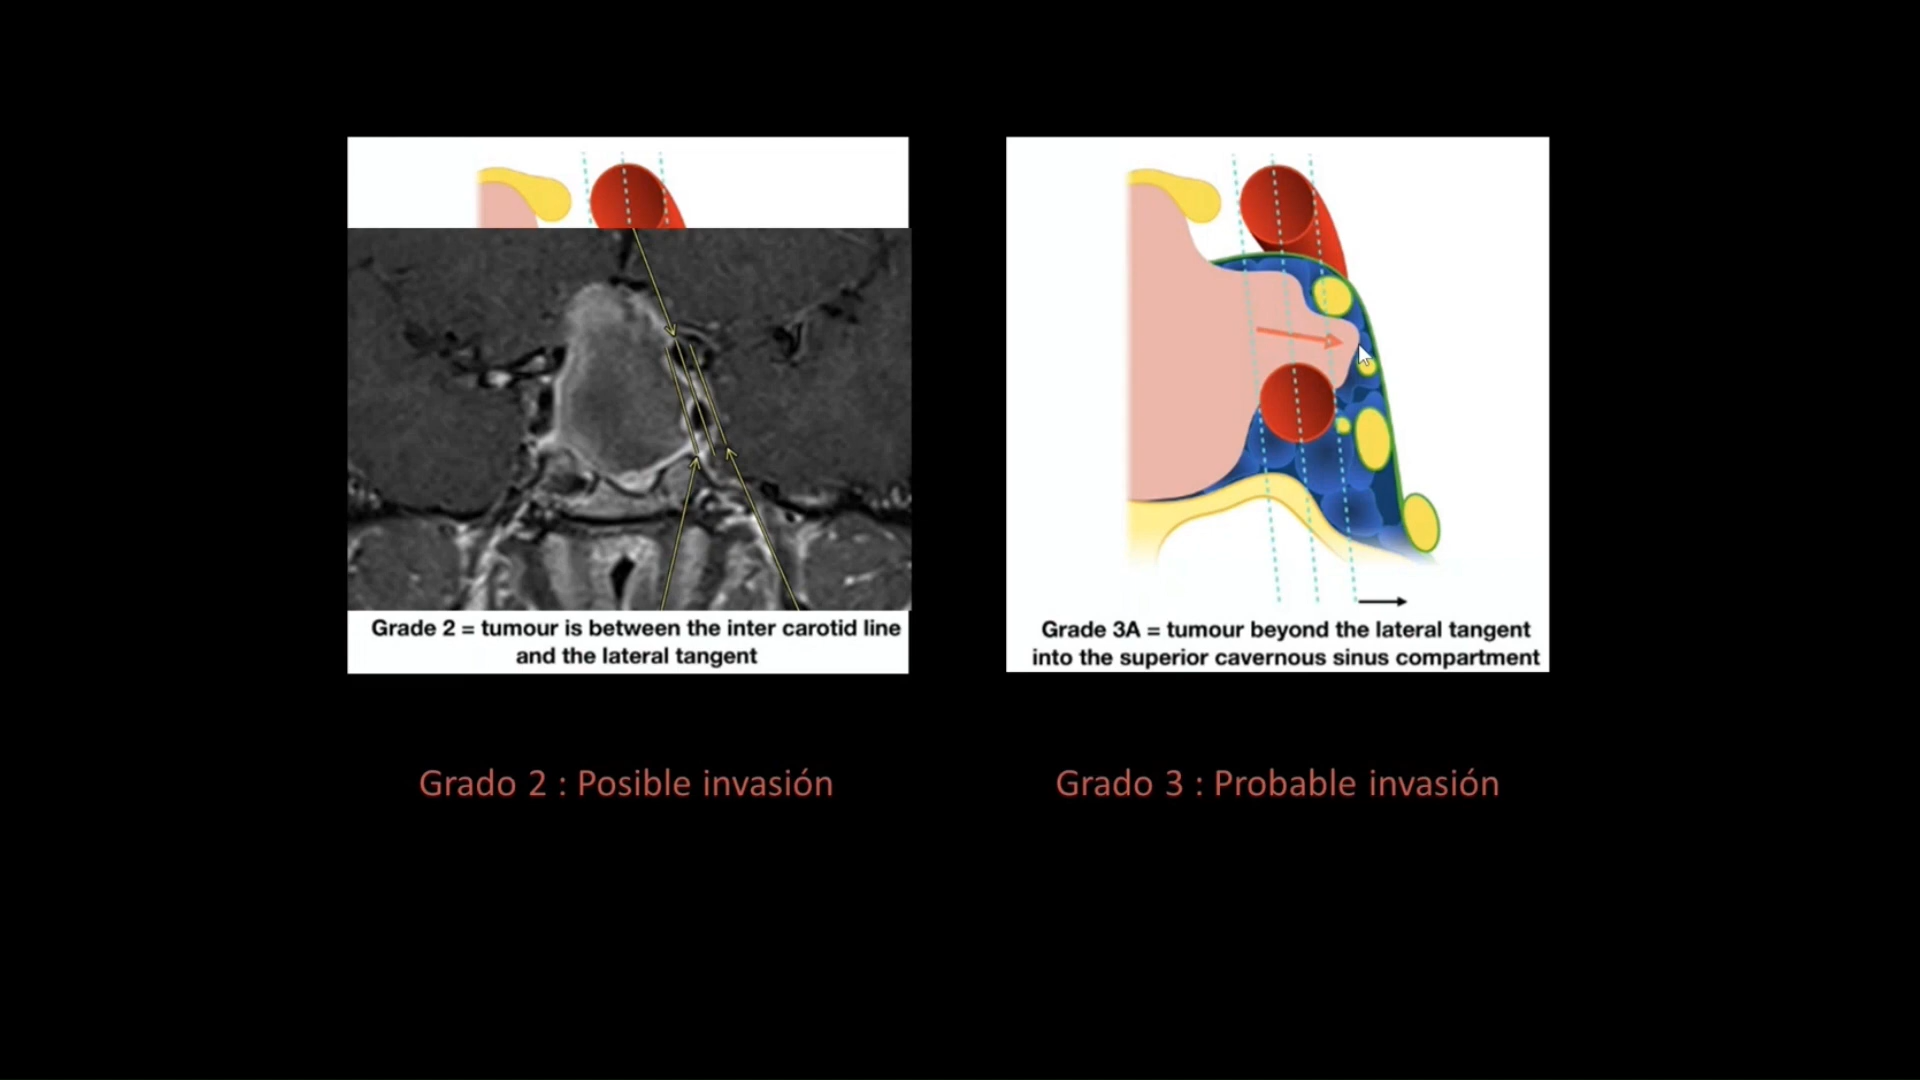 Grade 2 = tumour is between the inter carotid line
and the lateral tangent
Grade 3A = tumour beyond the lateral tangent
into the superior cavernous sinus compartment
Grado 2 : Posible invasión
Grado 3 : Probable invasión